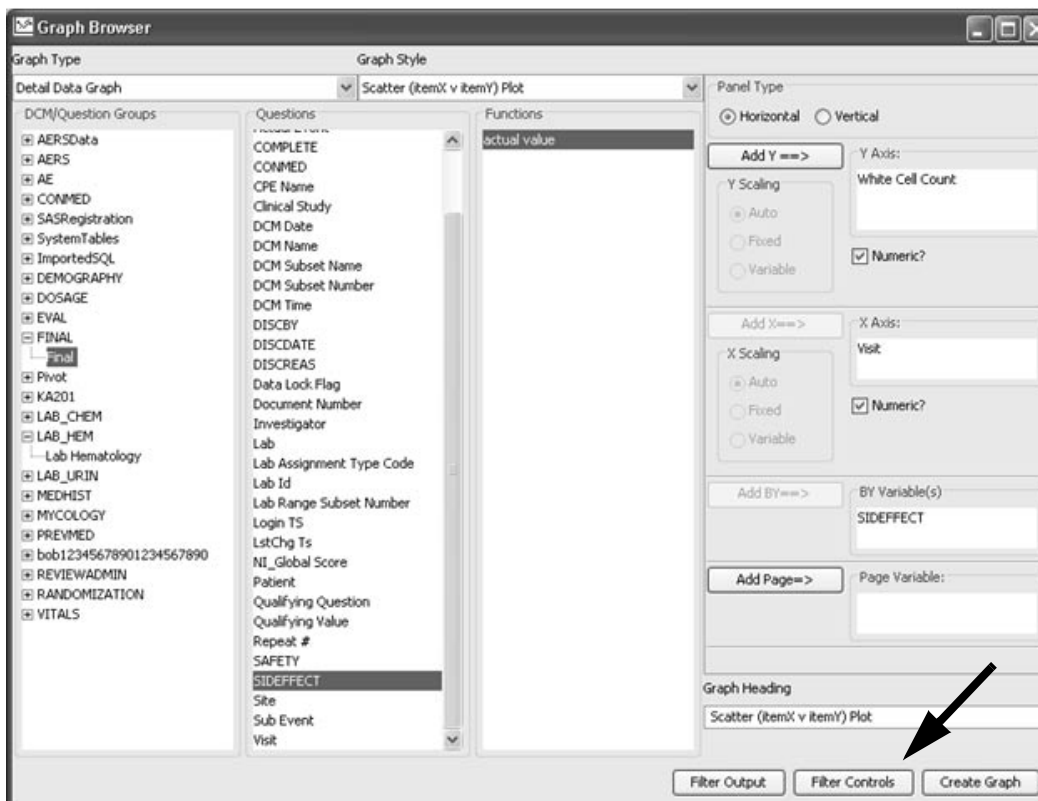 Graph Browser
Graph Type
Graph Style
Detail Data Graph
Scatter (itemX v itemY) Plot
DCM/Question Groups
AERSData
AERS
AE
CONMED
SASRegistration
SystemTables
ImportedSQL
DEMOGRAPHY
DOSAGE
EVAL
FINAL
Final
Pivot
KA201
LAB_CHEM
LAB_HEM
Lab Hematology
LAB_URIN
MEDHIST
MYCOLOGY
PREVMED
bob12345678901234567890
REVIEWADMIN
RANDOMIZATION
VITALS
Questions
COMPLETE
CONMED
CPE Name
Clinical Study
DCM Date
DCM Name
DCM Subset Name
DCM Subset Number
DCM Time
DISCBY
DISCDATE
DISCREAS
Data Lock Flag
Document Number
Investigator
Lab
Lab Assignment Type Code
Lab Id
Lab Range Subset Number
Login TS
LstChg Ts
NI_Global Score
Patient
Qualifying Question
Qualifying Value
Repeat #
SAFETY
SIDEFFECT
Site
Sub Event
Visit
Functions
actual value
Panel Type
Horizontal Vertical
Add Y ==>
Y Scaling
Auto
Fixed
Variable
Y Axis:
White Cell Count
Numeric?
Add X==>
X Scaling
Auto
Fixed
Variable
X Axis:
Visit
Numeric?
Add BY==>
BY Variable(s)
SIDEFFECT
Add Page=>
Page Variable:
Graph Heading
Scatter (itemX v itemY) Plot
Filter Output Filter Controls Create Graph